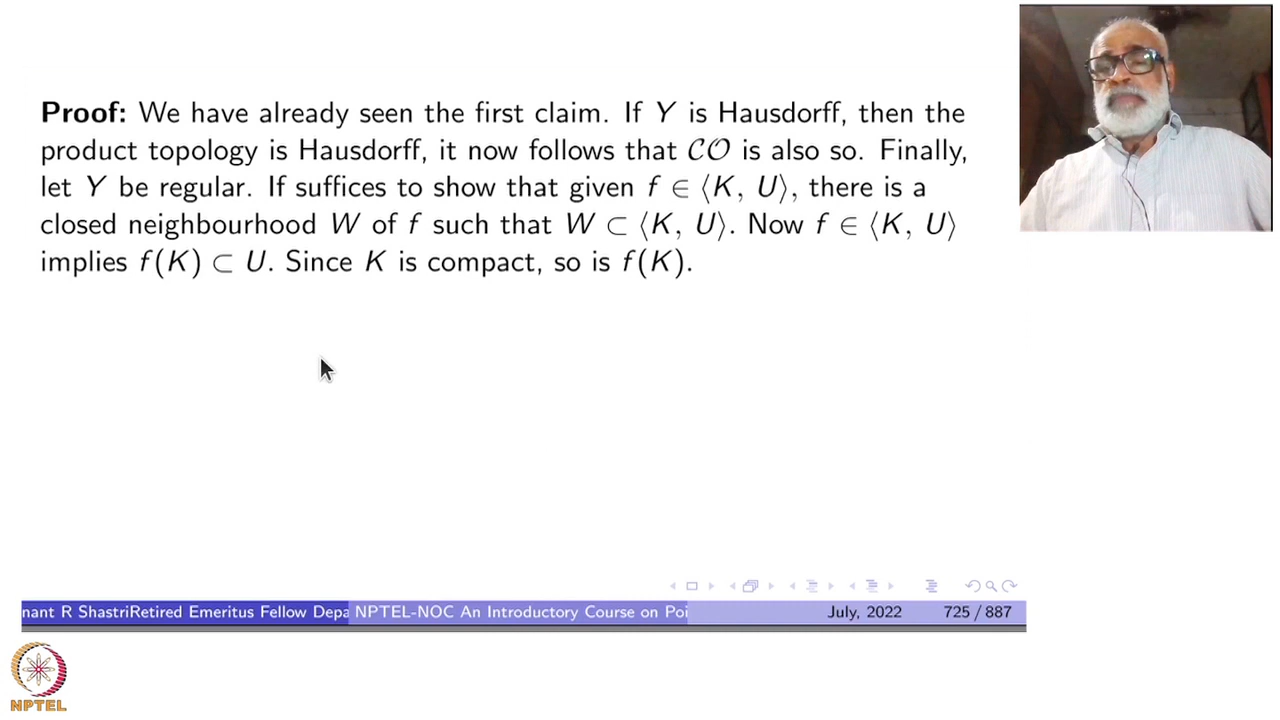 Proof: We have already seen the first claim. If Y is Hausdorff, then the
product topology is Hausdorff, it now follows that 𝒞𝒪 is also so. Finally,
let Y be regular. If suffices to show that given f ∈ ⟨K, U⟩, there is a
closed neighbourhood W of f such that W ⊂ ⟨K, U⟩. Now f ∈ ⟨K, U⟩
implies f(K) ⊂ U. Since K is compact, so is f(K).
nant R ShastriRetired Emeritus Fellow Depa NPTEL-NOC An Introductory Course on Poi July, 2022 725 / 887
NPTEL